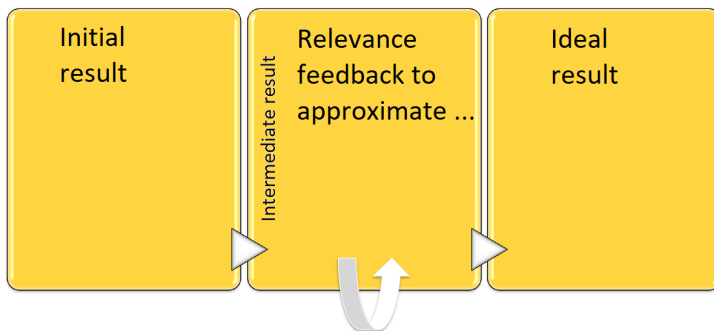 Initial
result
Intermediate result
Relevance
feedback to
approximate ...
Ideal
result